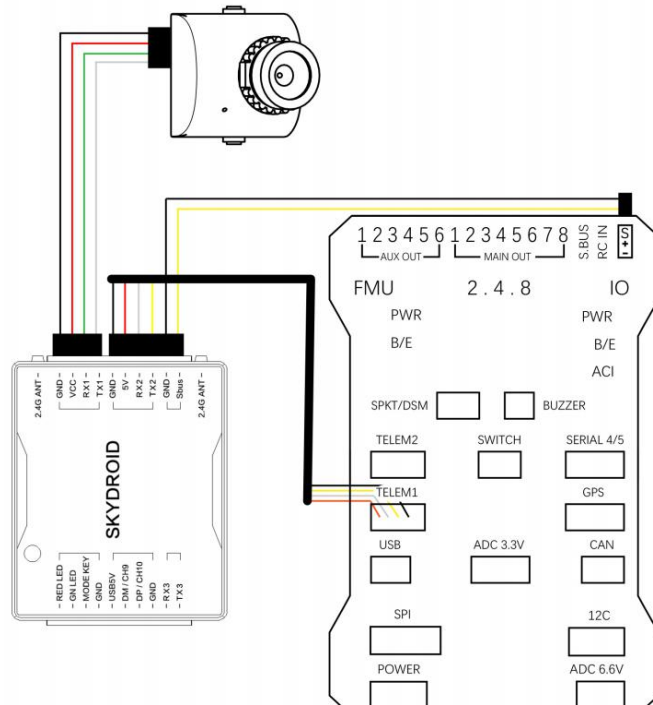 1 2 3 4 5 6 1 2 3 4 5 6 7 8
S.BUS
RC IN
S + -
AUX OUT
MAIN OUT
FMU 2.4.8 IO
PWR PWR
B/E B/E
ACI
SPKT/DSM
BUZZER
TELEM2
SWITCH
SERIAL 4/5
TELEM1
GPS
USB
ADC 3.3V
CAN
SPI
12C
POWER
ADC 6.6V
2.4G ANT
GND
VCC
RX1
TX1
GND
5V
RX2
TX2
GND
Sbus
2.4G ANT
SKYDROID
RED LED
GN LED
MODE KEY
GND
USB5V
DM / CH9
DP / CH10
GND
RX3
TX3